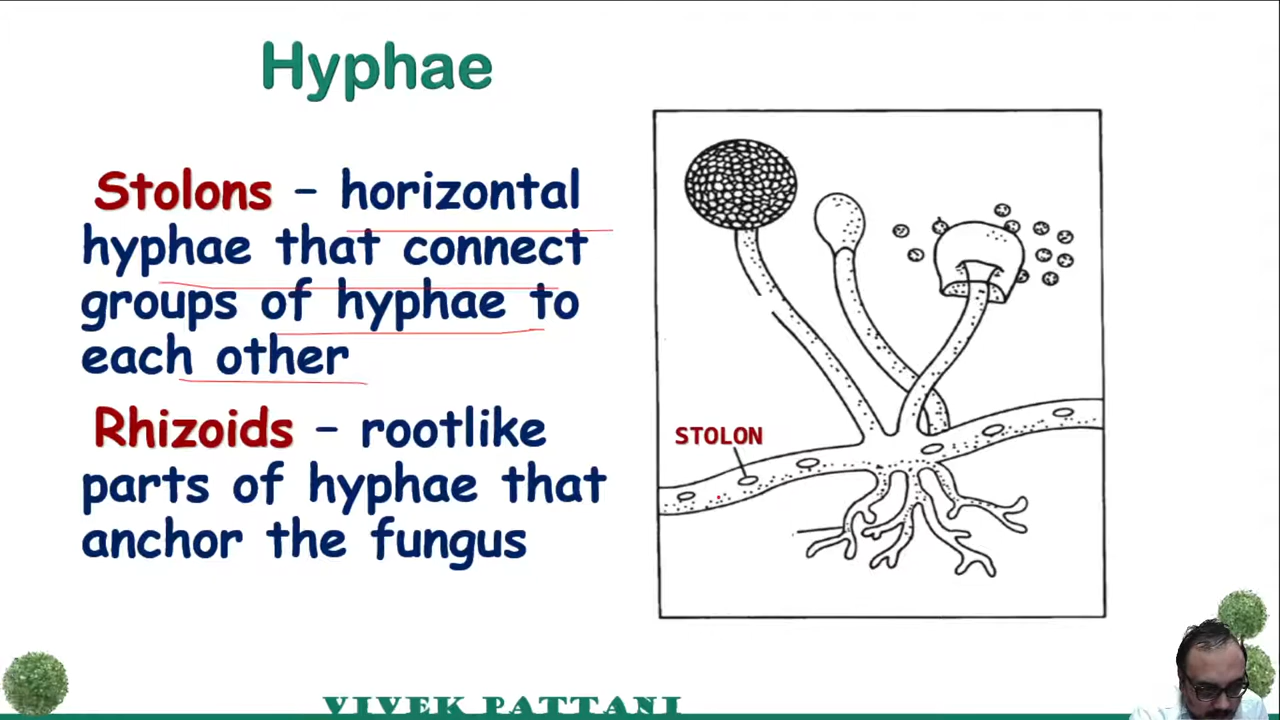 Hyphae
Stolons – horizontal
hyphae that connect
groups of hyphae to
each other
Rhizoids – rootlike
parts of hyphae that
anchor the fungus
STOLON
VIVEK PATTANI